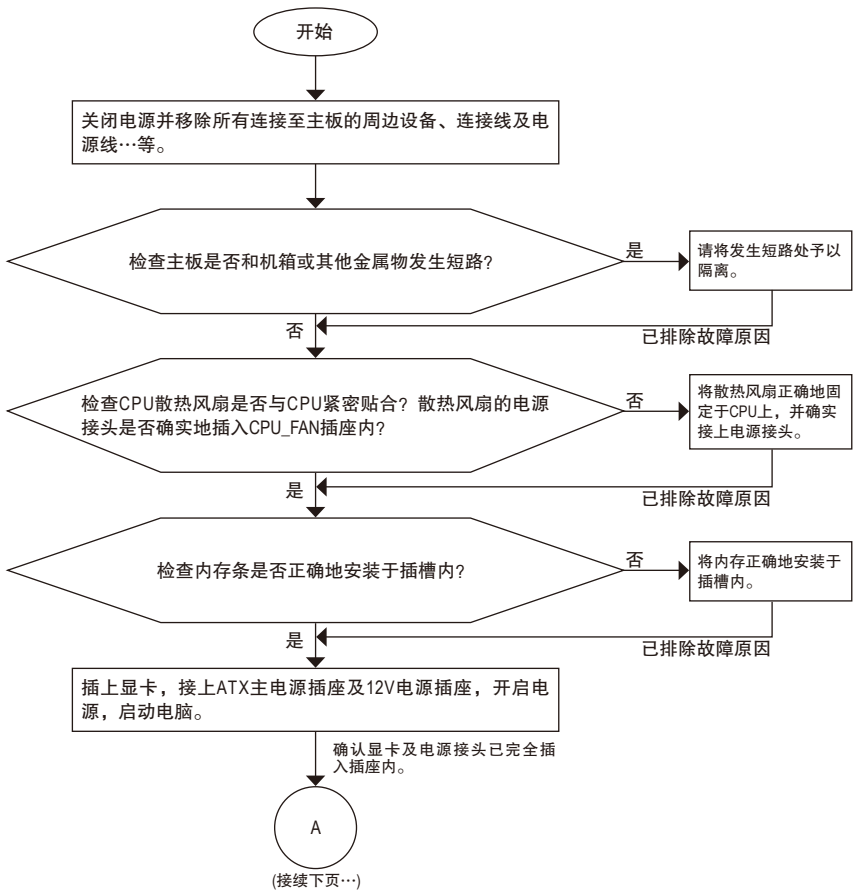 开始
关闭电源并移除所有连接至主板的周边设备、连接线及电
源线…等。
检查主板是否和机箱或其他金属物发生短路?
是
请将发生短路处予以
隔离。
否
已排除故障原因
检查CPU散热风扇是否与CPU紧密贴合？散热风扇的电源
接头是否确实地插入CPU_FAN插座内?
否
将散热风扇正确地固
定于CPU上，并确实
接上电源接头。
是
已排除故障原因
检查内存条是否正确地安装于插槽内?
否
将内存正确地安装于
插槽内。
是
已排除故障原因
插上显卡，接上ATX主电源插座及12V电源插座，开启电
源，启动电脑。
确认显卡及电源接头已完全插
入插座内。
A
(接续下页…)